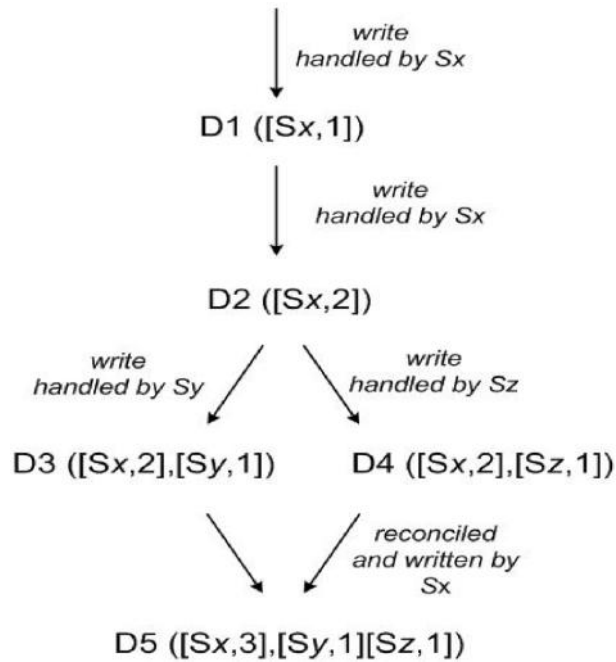 write
handled by Sx
D1 ([Sx,1])
write
handled by Sx
D2 ([Sx,2])
write
handled by Sy
write
handled by Sz
D3 ([Sx,2],[Sy,1])
D4 ([Sx,2],[Sz,1])
reconciled
and written by
Sx
D5 ([Sx,3],[Sy,1][Sz,1])